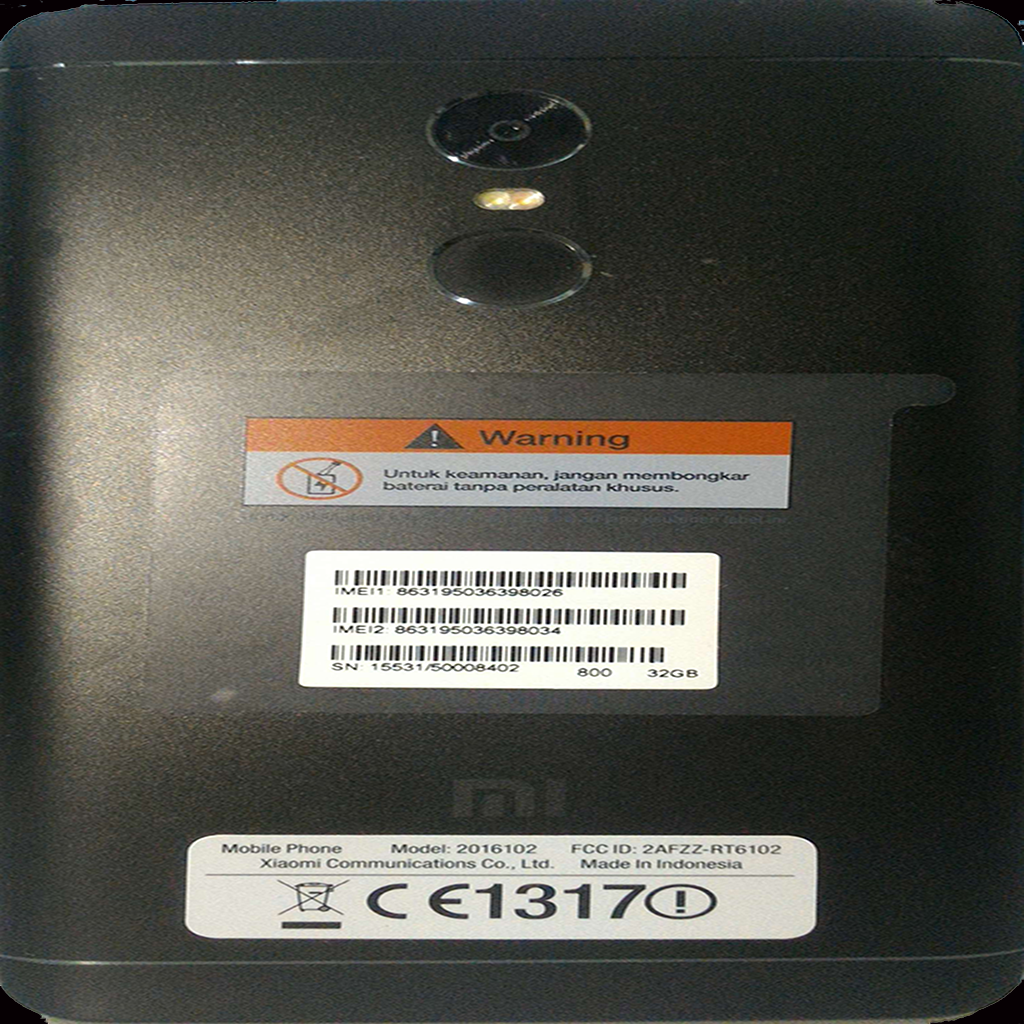 Warning
Untuk keamanan, jangan membongkar
baterai tanpa peralatan khusus.
IMEI1: 863195036398026
IMEI2: 863195036398034
SN: 15531/50008402 800 32GB
mi
Mobile Phone Model: 2016102 FCC ID: 2AFZZ-RT6102
Xiaomi Communications Co., Ltd. Made In Indonesia
CE1317